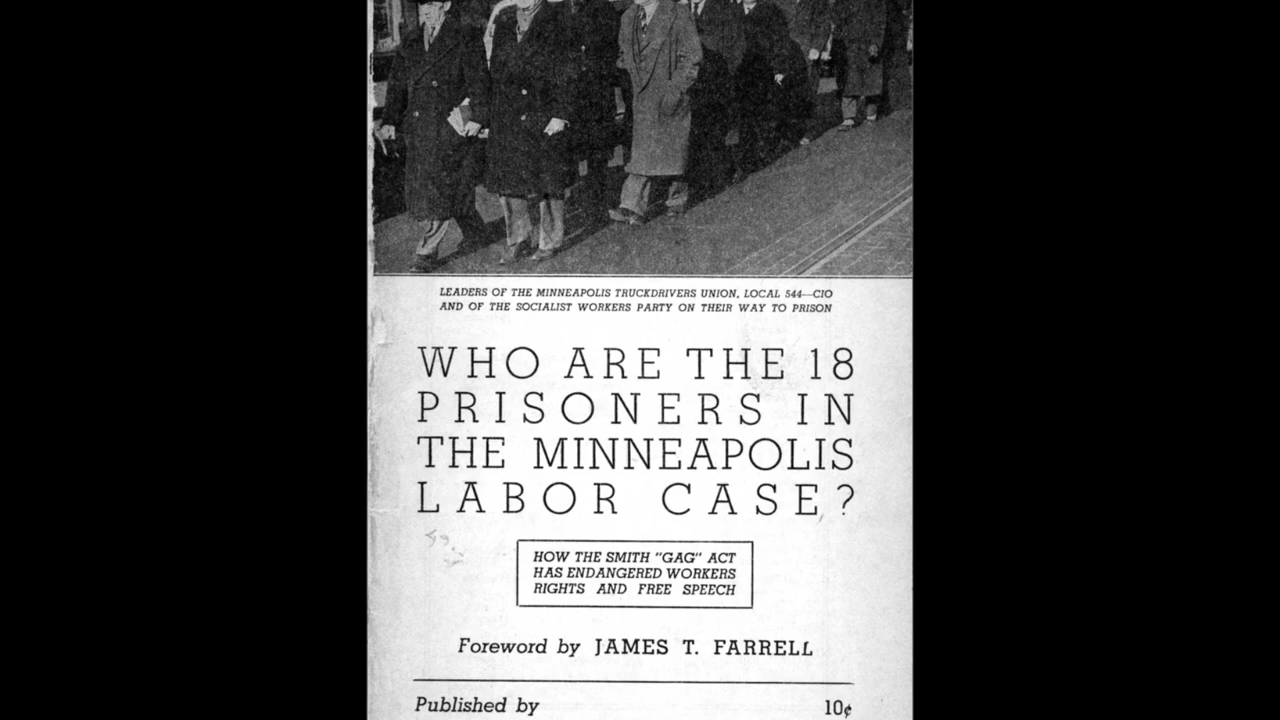 LEADERS OF THE MINNEAPOLIS TRUCKDRIVERS UNION, LOCAL 544—CIO
AND OF THE SOCIALIST WORKERS PARTY ON THEIR WAY TO PRISON
WHO ARE THE 18
PRISONERS IN
THE MINNEAPOLIS
LABOR CASE?
HOW THE SMITH "GAG" ACT
HAS ENDANGERED WORKERS
RIGHTS AND FREE SPEECH
Foreword by JAMES T. FARRELL
Published by 10¢